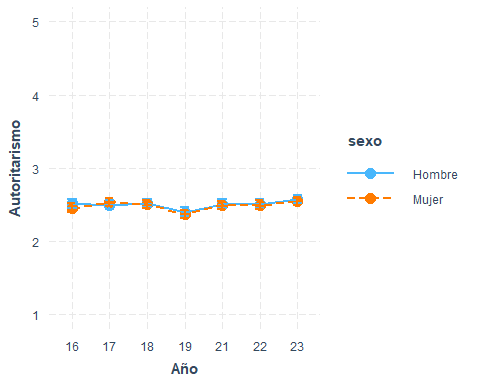 5
4
3
2
1
Autoritarismo
16 17 18 19 21 22 23
Año
sexo
Hombre
Mujer